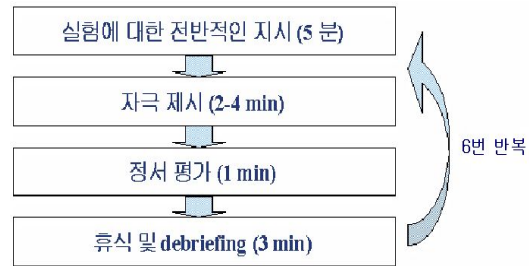 실험에 대한 전반적인 지시 (5 분)
자극 제시 (2-4 min)
정서 평가 (1 min)
휴식 및 debriefing (3 min)
6번 반복